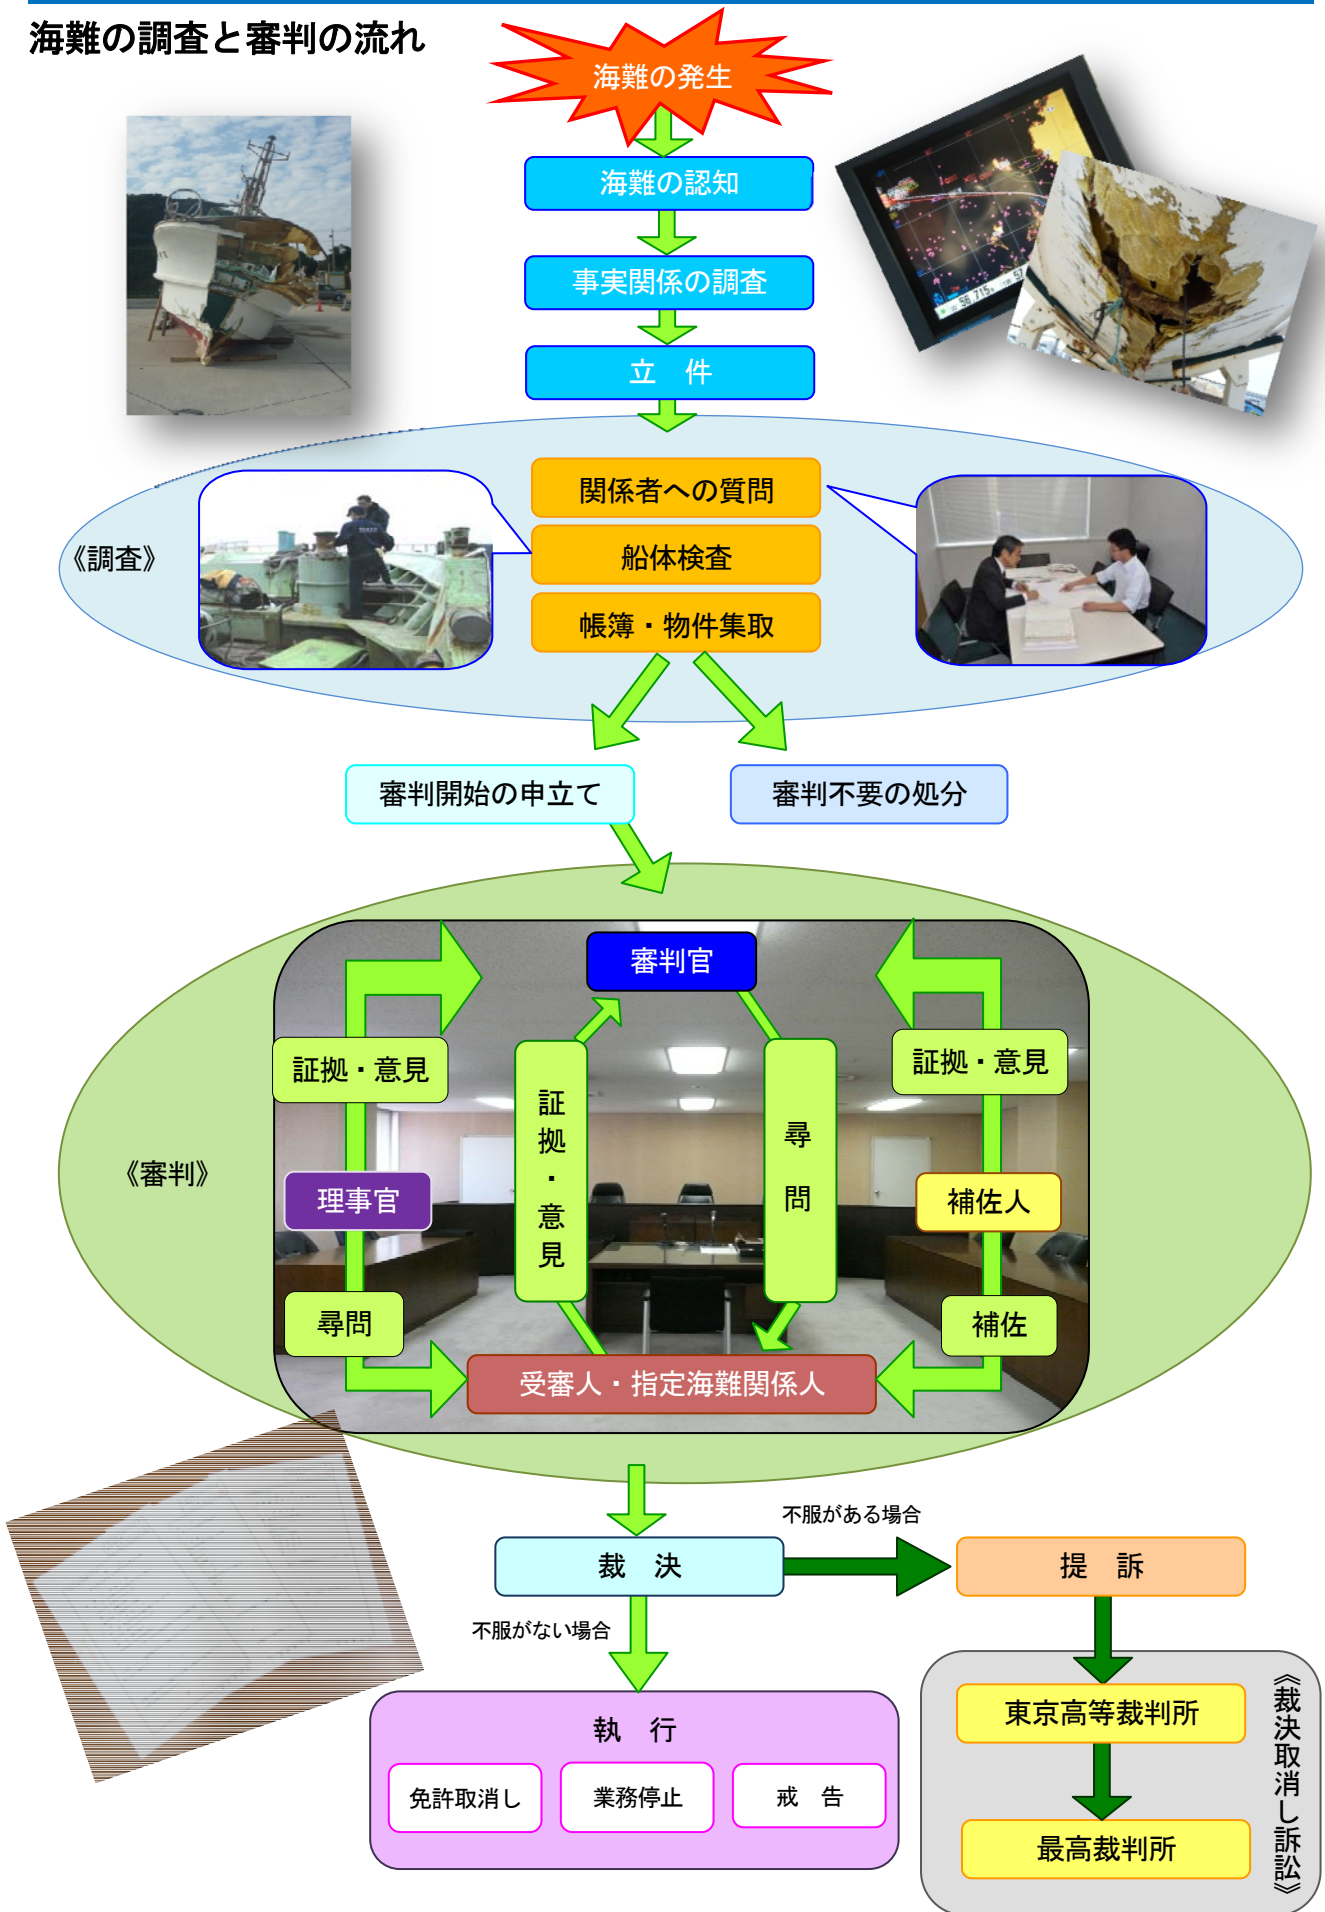 海難の調査と審判の流れ
海難の発生
海難の認知
事実関係の調査
立　件
《調査》
関係者への質問
船体検査
帳簿・物件集取
審判開始の申立て
審判不要の処分
《審判》
審判官
証拠・意見
証拠・意見
尋問
証拠・意見
理事官
補佐人
尋問
補佐
受審人・指定海難関係人
裁　決
不服がある場合
提　訴
不服がない場合
執　行
免許取消し
業務停止
戒　告
東京高等裁判所
最高裁判所
《裁決取消し訴訟》